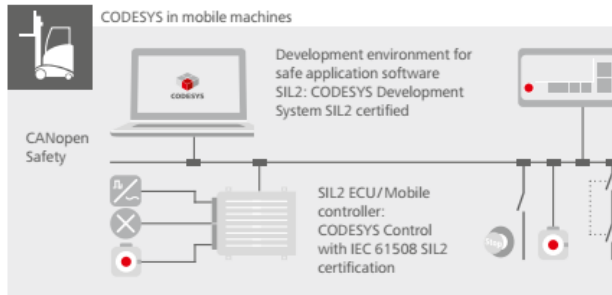 CODESYS in mobile machines
CODESYS
Development environment for
safe application software
SIL2: CODESYS Development
System SIL2 certified
CANopen
Safety
SIL2 ECU/Mobile
controller:
CODESYS Control
with IEC 61508 SIL2
certification
Stop